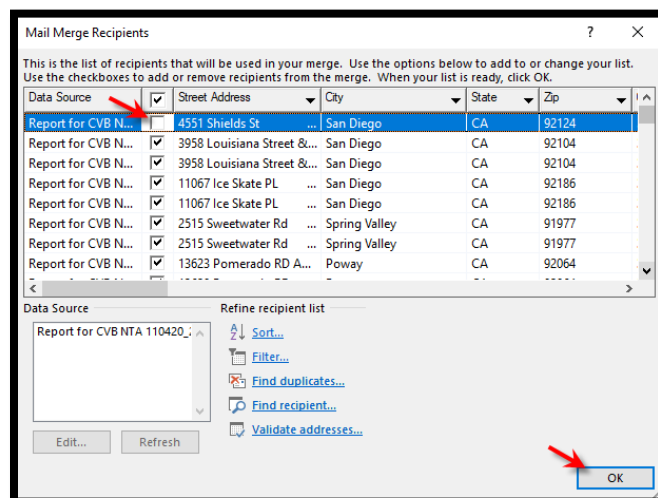 Mail Merge Recipients ? ×
This is the list of recipients that will be used in your merge. Use the options below to add to or change your list.
Use the checkboxes to add or remove recipients from the merge. When your list is ready, click OK.
Data Source Street Address City State Zip
Report for CVB N... 4551 Shields St ... San Diego CA 92124
Report for CVB N... 3958 Louisiana Street &... San Diego CA 92104
Report for CVB N... 3958 Louisiana Street &... San Diego CA 92104
Report for CVB N... 11067 Ice Skate PL ... San Diego CA 92186
Report for CVB N... 11067 Ice Skate PL ... San Diego CA 92186
Report for CVB N... 2515 Sweetwater Rd ... Spring Valley CA 91977
Report for CVB N... 2515 Sweetwater Rd ... Spring Valley CA 91977
Report for CVB N... 13623 Pomerado RD A... Poway CA 92064
Data Source
Report for CVB NTA 110420_
Edit... Refresh
Refine recipient list
Sort...
Filter...
Find duplicates...
Find recipient...
Validate addresses...
OK